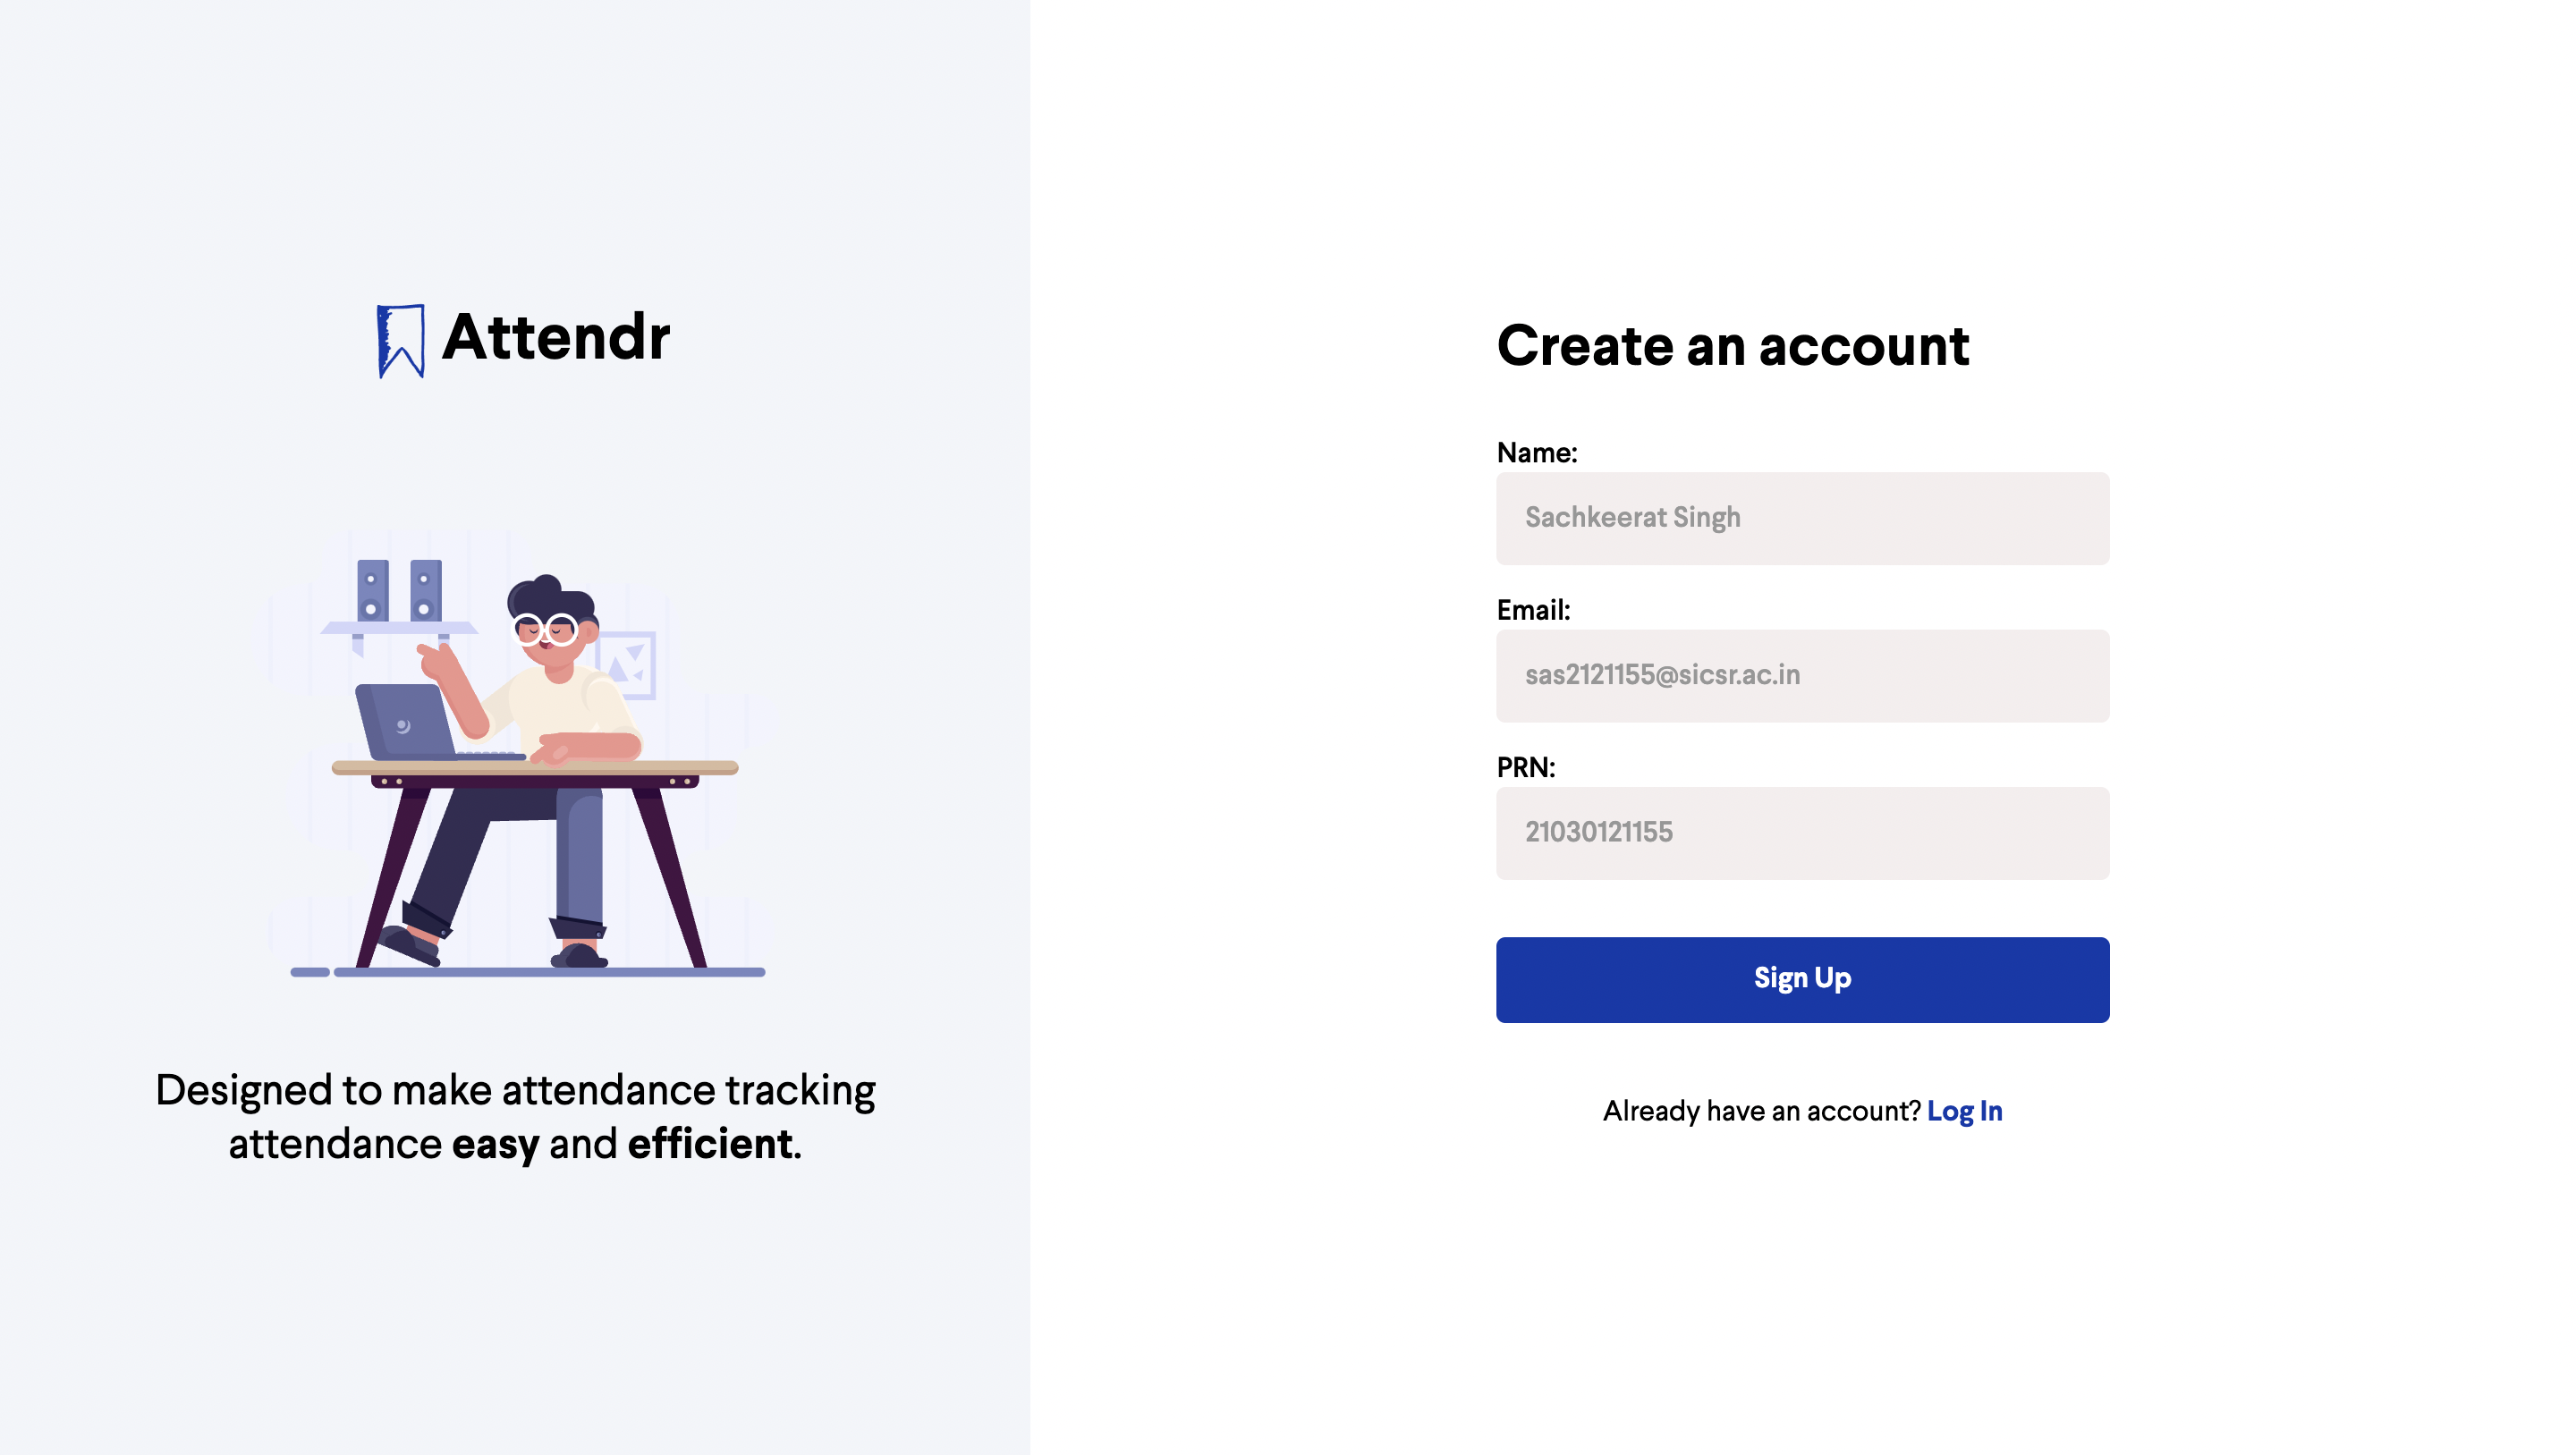 Attendr
Designed to make attendance tracking
attendance easy and efficient.
Create an account
Name:
Sachkeerat Singh
Email:
sas2121155@sicsr.ac.in
PRN:
21030121155
Sign Up
Already have an account? Log In